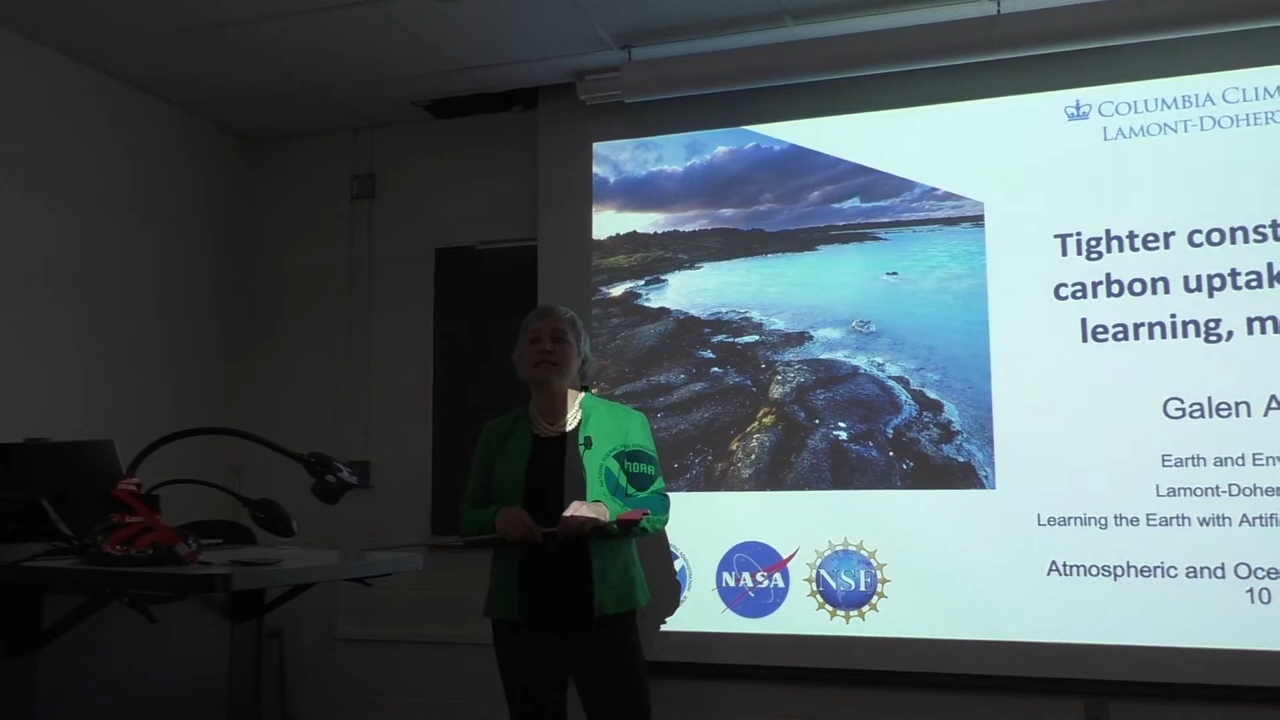 COLUMBIA CLIM
LAMONT-DOHER
Tighter const
carbon uptak
learning, m
Galen A
Earth and Env
Lamont-Doher
Learning the Earth with Artifi
Atmospheric and Oce
10
NOAA
NASA
NSF